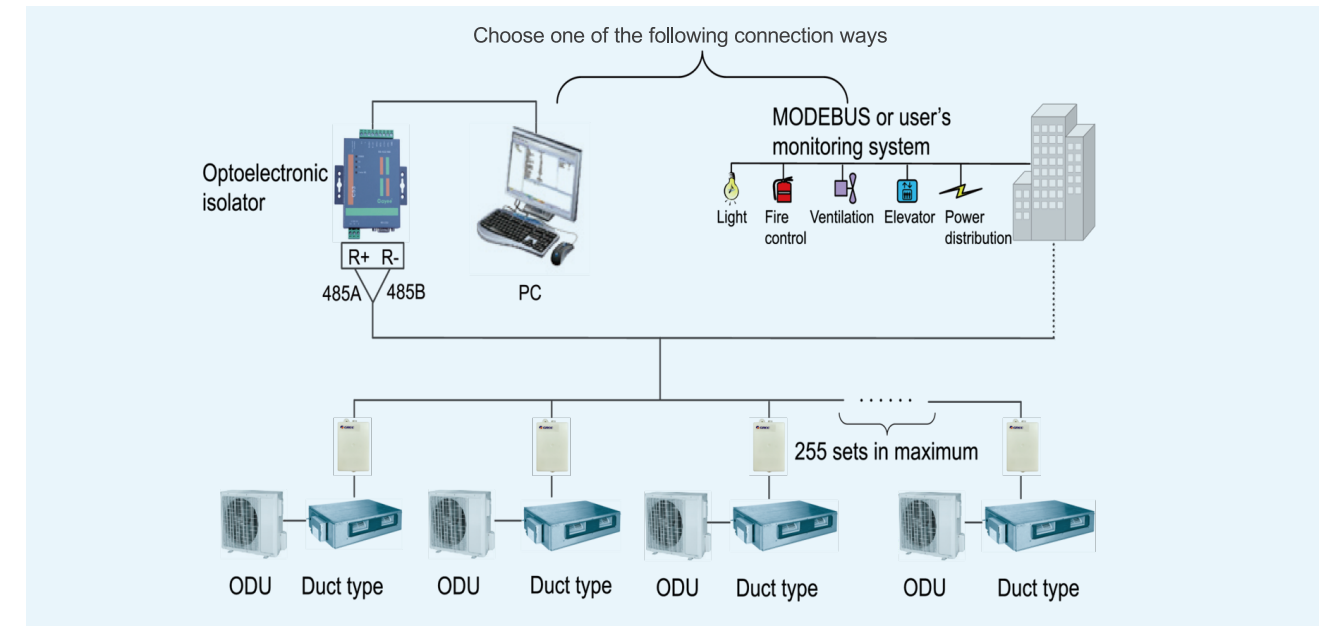 Choose one of the following connection ways
MODEBUS or user's
monitoring system
Optoelectronic
isolator
Light
Fire
control
Ventilation
Elevator
Power
distribution
R+ R-
485A
485B
PC
......
255 sets in maximum
ODU
Duct type
ODU
Duct type
ODU
Duct type
ODU
Duct type